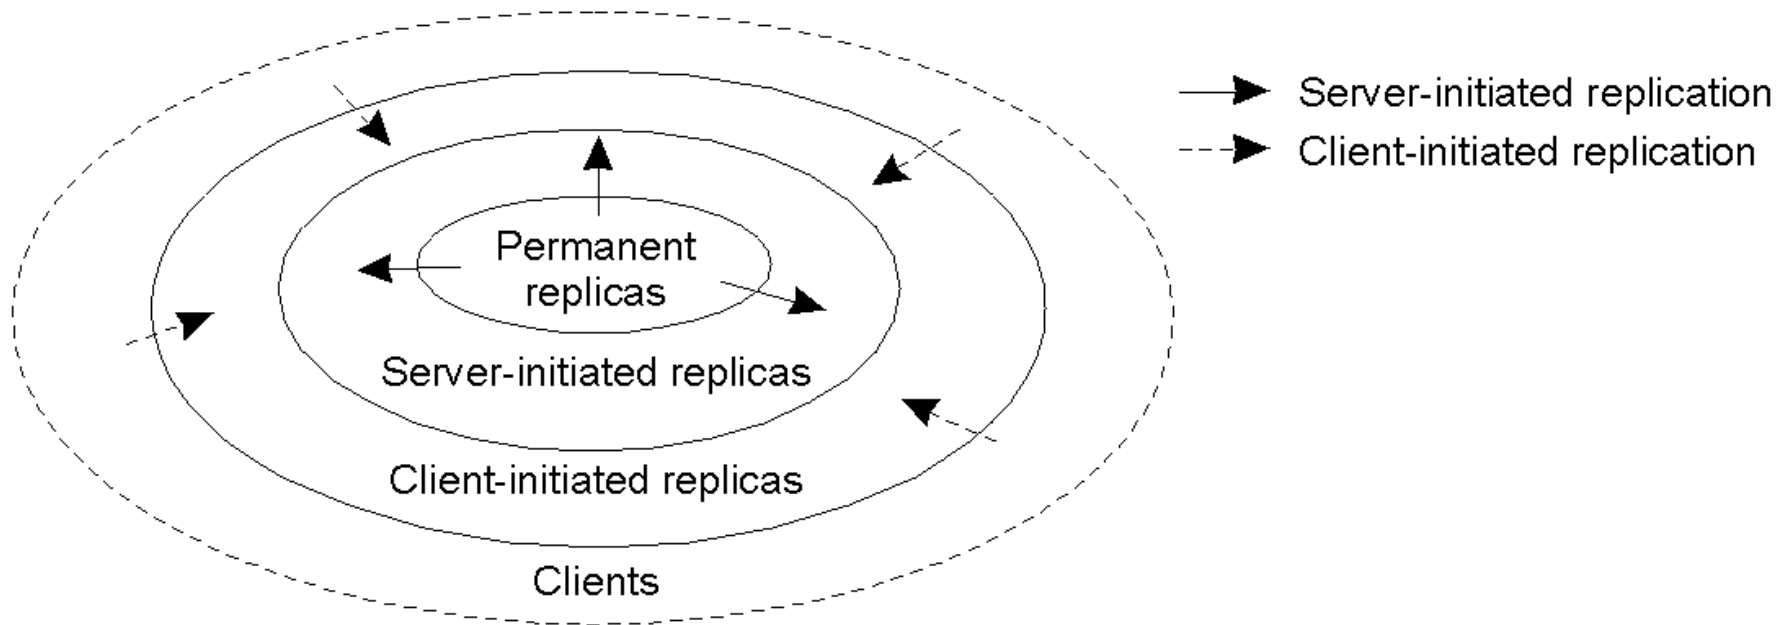 Server-initiated replication
Client-initiated replication
Permanent
replicas
Server-initiated replicas
Client-initiated replicas
Clients